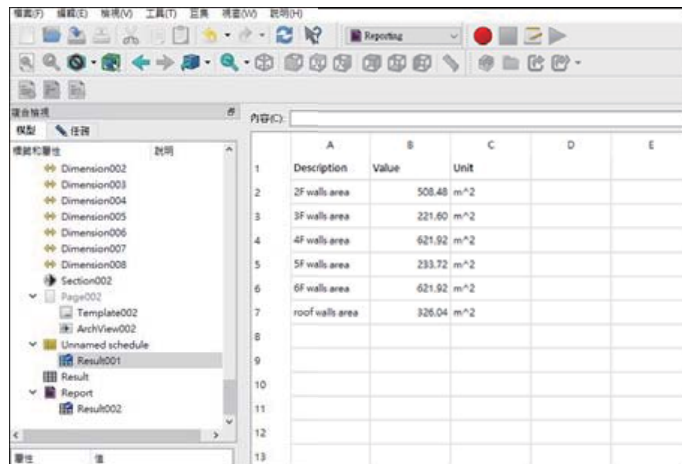 檔案(F) 編輯(E) 檢視(V) 工具(T) 巨集 視窗(W) 說明(H)
Reporting
複合檢視
模型 任務
內容(C):
標籤和屬性 說明
Dimension002
Dimension003
Dimension004
Dimension005
Dimension006
Dimension007
Dimension008
Section002
Page002
Template002
ArchView002
Unnamed schedule
Result001
Result
Report
Result002
屬性 值
A B C D E
1 Description Value Unit
2 2F walls area 508.48 m^2
3 3F walls area 221.60 m^2
4 4F walls area 621.92 m^2
5 5F walls area 233.72 m^2
6 6F walls area 621.92 m^2
7 roof walls area 326.04 m^2
8
9
10
11
12
13